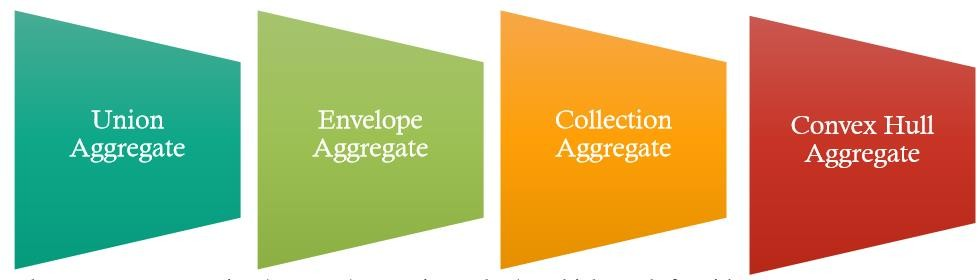 Union
Aggregate
Envelope
Aggregate
Collection
Aggregate
Convex Hull
Aggregate